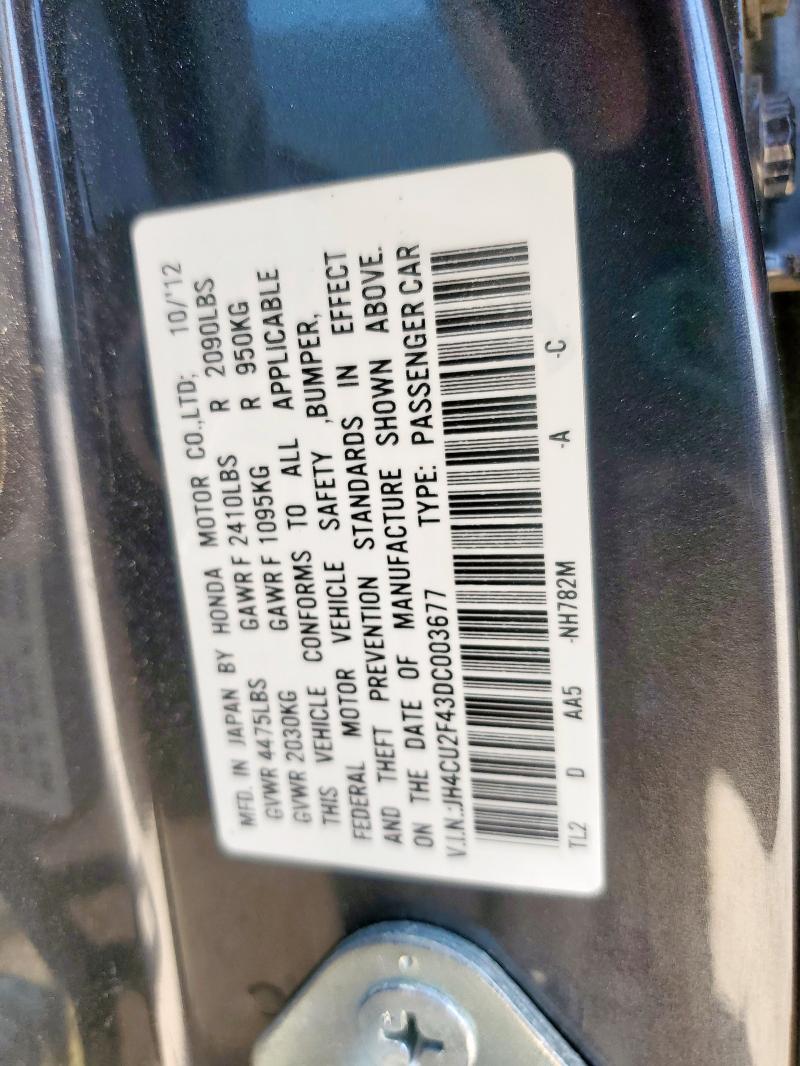 MFD. IN JAPAN BY HONDA MOTOR CO.,LTD; 10/'12
GVWR 4475LBS GAWR F 2410LBS R 2090LBS
GVWR 2030KG GAWR F 1095KG R 950KG
THIS VEHICLE CONFORMS TO ALL APPLICABLE
FEDERAL MOTOR VEHICLE SAFETY ,BUMPER,
AND THEFT PREVENTION STANDARDS IN EFFECT
ON THE DATE OF MANUFACTURE SHOWN ABOVE.
V.I.N.:JH4CU2F43DC003677 TYPE: PASSENGER CAR
TL2 D AA5 -NH782M -A -C